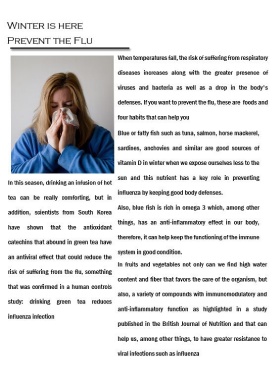 WINTER IS HERE
PREVENT THE FLU
In this season, drinking an infusion of hot
tea can be really comforting, but in
addition, scientists from South Korea
have shown that the antioxidant
catechins that abound in green tea have
an antiviral effect that could reduce the
risk of suffering from the flu, something
that was confirmed in a human controls
study: drinking green tea reduces
influenza infection
When temperatures fall, the risk of suffering from respiratory
diseases increases along with the greater presence of
viruses and bacteria as well as a drop in the body's
defenses. If you want to prevent the flu, these are foods and
four habits that can help you
Blue or fatty fish such as tuna, salmon, horse mackerel,
sardines, anchovies and similar are good sources of
vitamin D in winter when we expose ourselves less to the
sun and this nutrient has a key role in preventing
influenza by keeping good body defenses.
Also, blue fish is rich in omega 3 which, among other
things, has an anti-inflammatory effect in our body,
therefore, it can help keep the functioning of the immune
system in good condition.
In fruits and vegetables not only can we find high water
content and fiber that favors the care of the organism, but
also, a variety of compounds with immunomodulatory and
anti-inflammatory function as highlighted in a study
published in the British Journal of Nutrition and that can
help us, among other things, to have greater resistance to
viral infections such as influenza